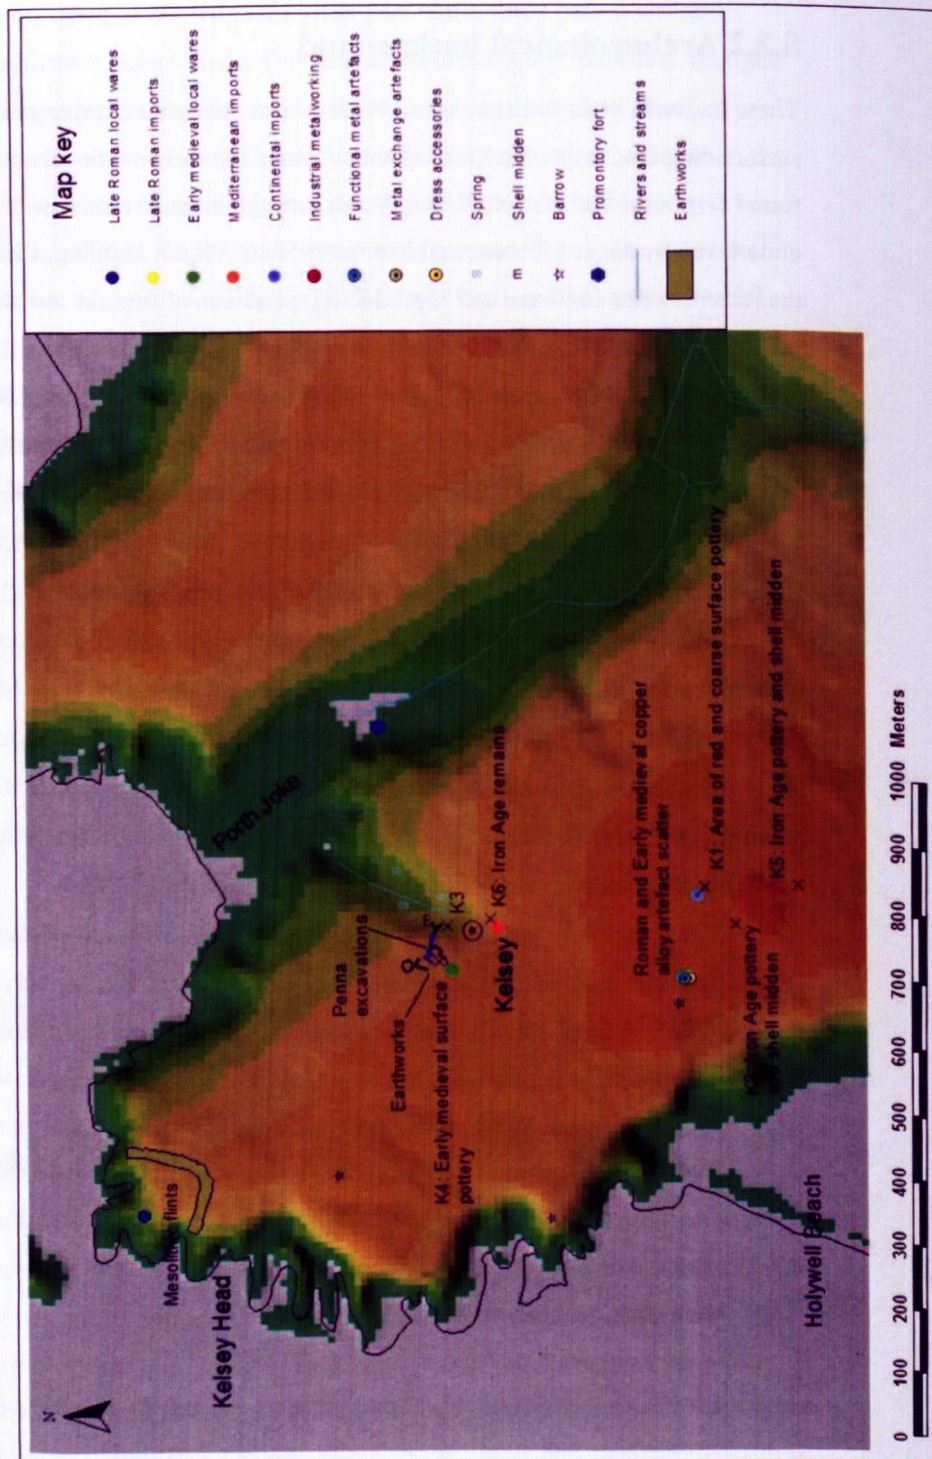 Map key
Late Roman local wares
Late Roman imports
Early medieval local wares
Mediterranean imports
Continental imports
Industrial metalworking
Functional metal artefacts
Metal exchange artefacts
Dress accessories
Spring
m Shell midden
Barrow
Promontory fort
Rivers and streams
Earthworks
N
Mesolithic flints
Kelsey Head
Porth Joke
Penna
excavations
Earthworks
m
K3
K4: Early medieval surface
pottery
K6: Iron Age remains
Kelsey
Roman and Early medieval copper
alloy artefact scatter
K1: Area of red and coarse surface pottery
K2: Iron Age pottery
shell midden
K5: Iron Age pottery and shell midden
Holywell Beach
0 100 200 300 400 500 600 700 800 900 1000 Meters